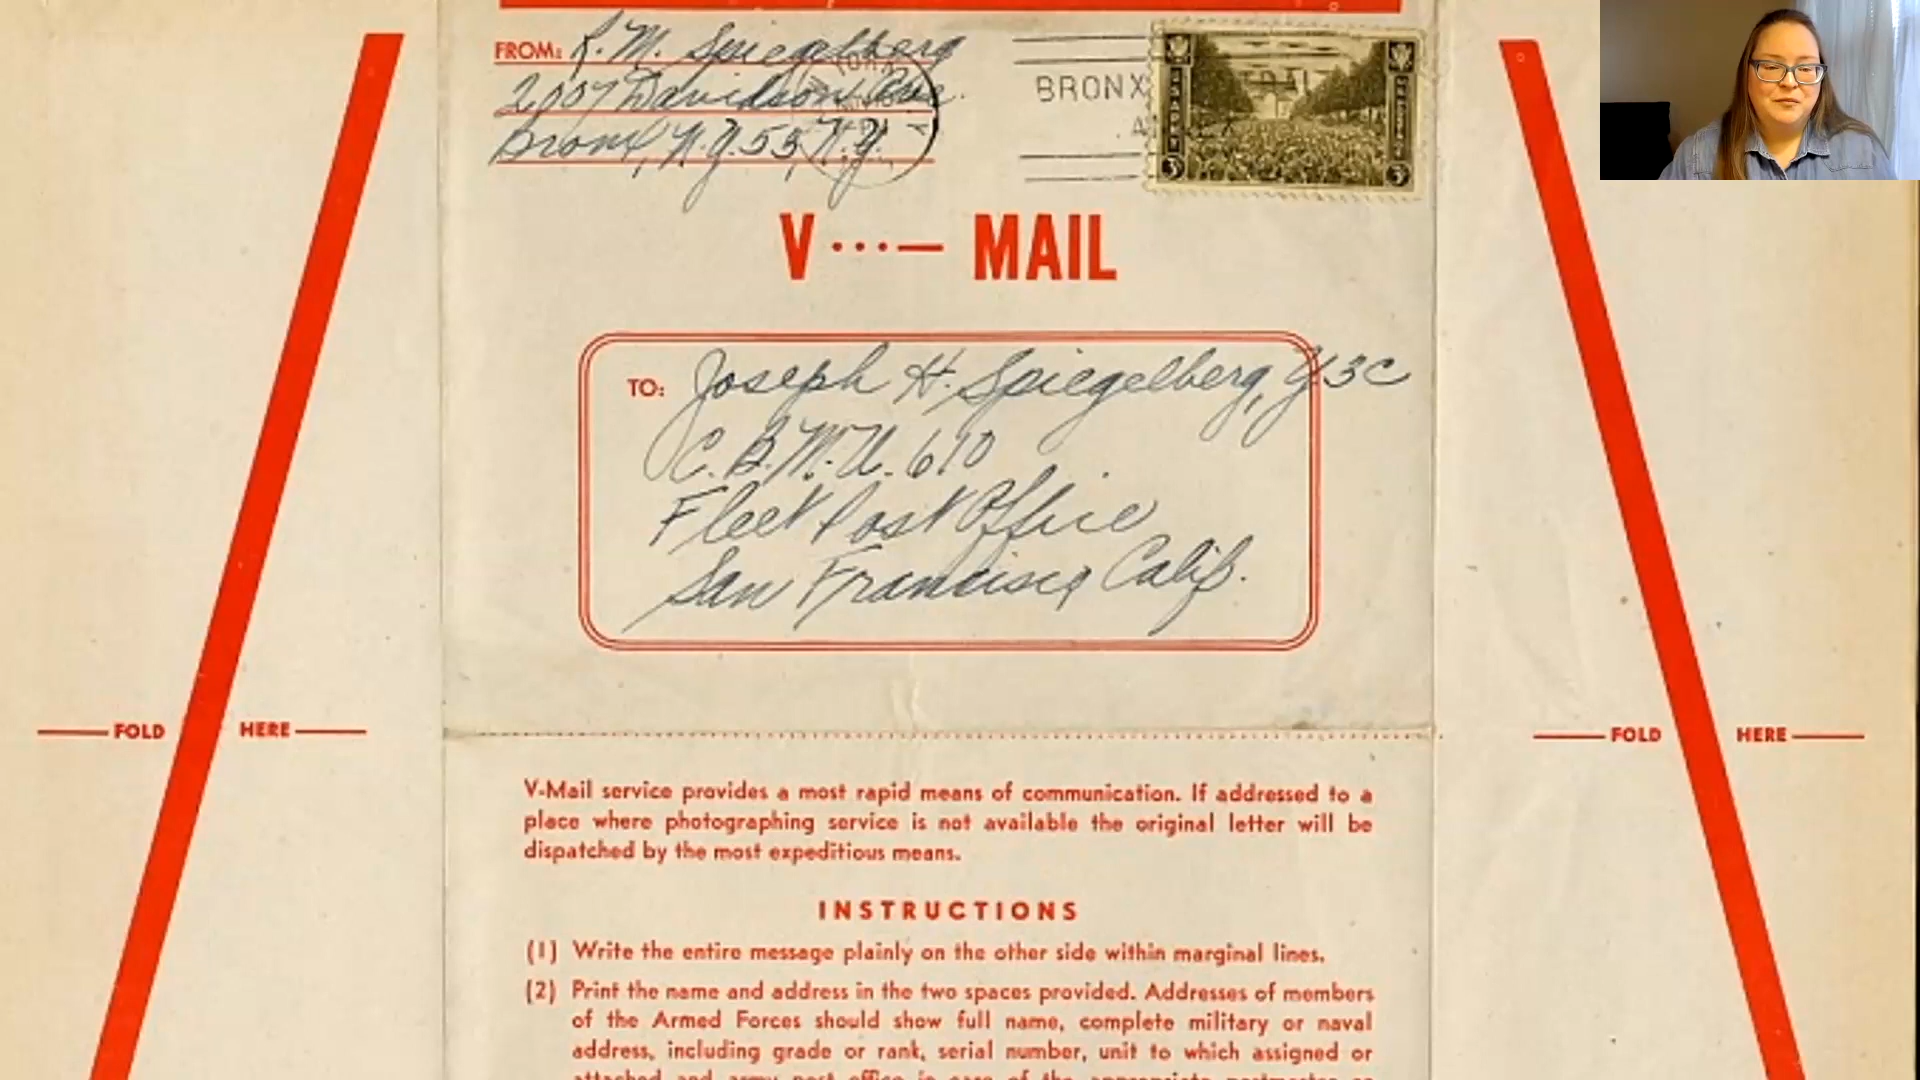 FROM: R. M. Spiegelberg
2007 Davidson Ave.
Bronx, N.Y. 53, N.Y.
BRONX
3 3
V ···— MAIL
TO: Joseph H. Spiegelberg, Y3C
C.B.M.U. 610
Fleet Post Office
San Francisco, Calif.
FOLD HERE FOLD HERE
V-Mail service provides a most rapid means of communication. If addressed to a
place where photographing service is not available the original letter will be
dispatched by the most expeditious means.
INSTRUCTIONS
(1) Write the entire message plainly on the other side within marginal lines.
(2) Print the name and address in the two spaces provided. Addresses of members
of the Armed Forces should show full name, complete military or naval
address, including grade or rank, serial number, unit to which assigned or